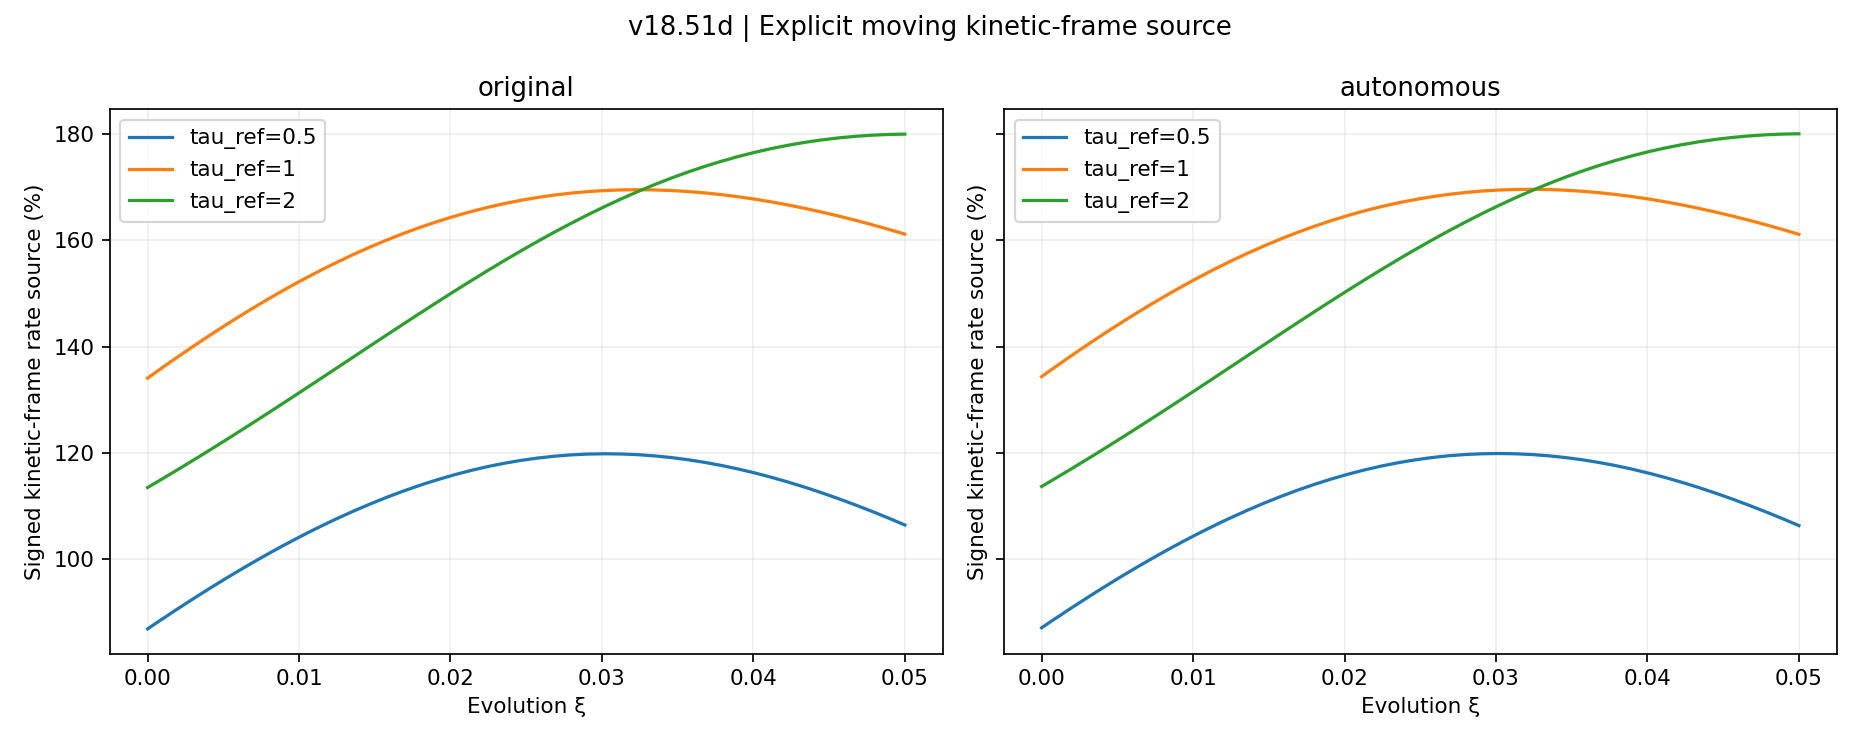 v18.51d | Explicit moving kinetic-frame source
original
tau_ref=0.5
tau_ref=1
tau_ref=2
Signed kinetic-frame rate source (%)
180
160
140
120
100
0.00 0.01 0.02 0.03 0.04 0.05
Evolution ξ
autonomous
tau_ref=0.5
tau_ref=1
tau_ref=2
Signed kinetic-frame rate source (%)
0.00 0.01 0.02 0.03 0.04 0.05
Evolution ξ